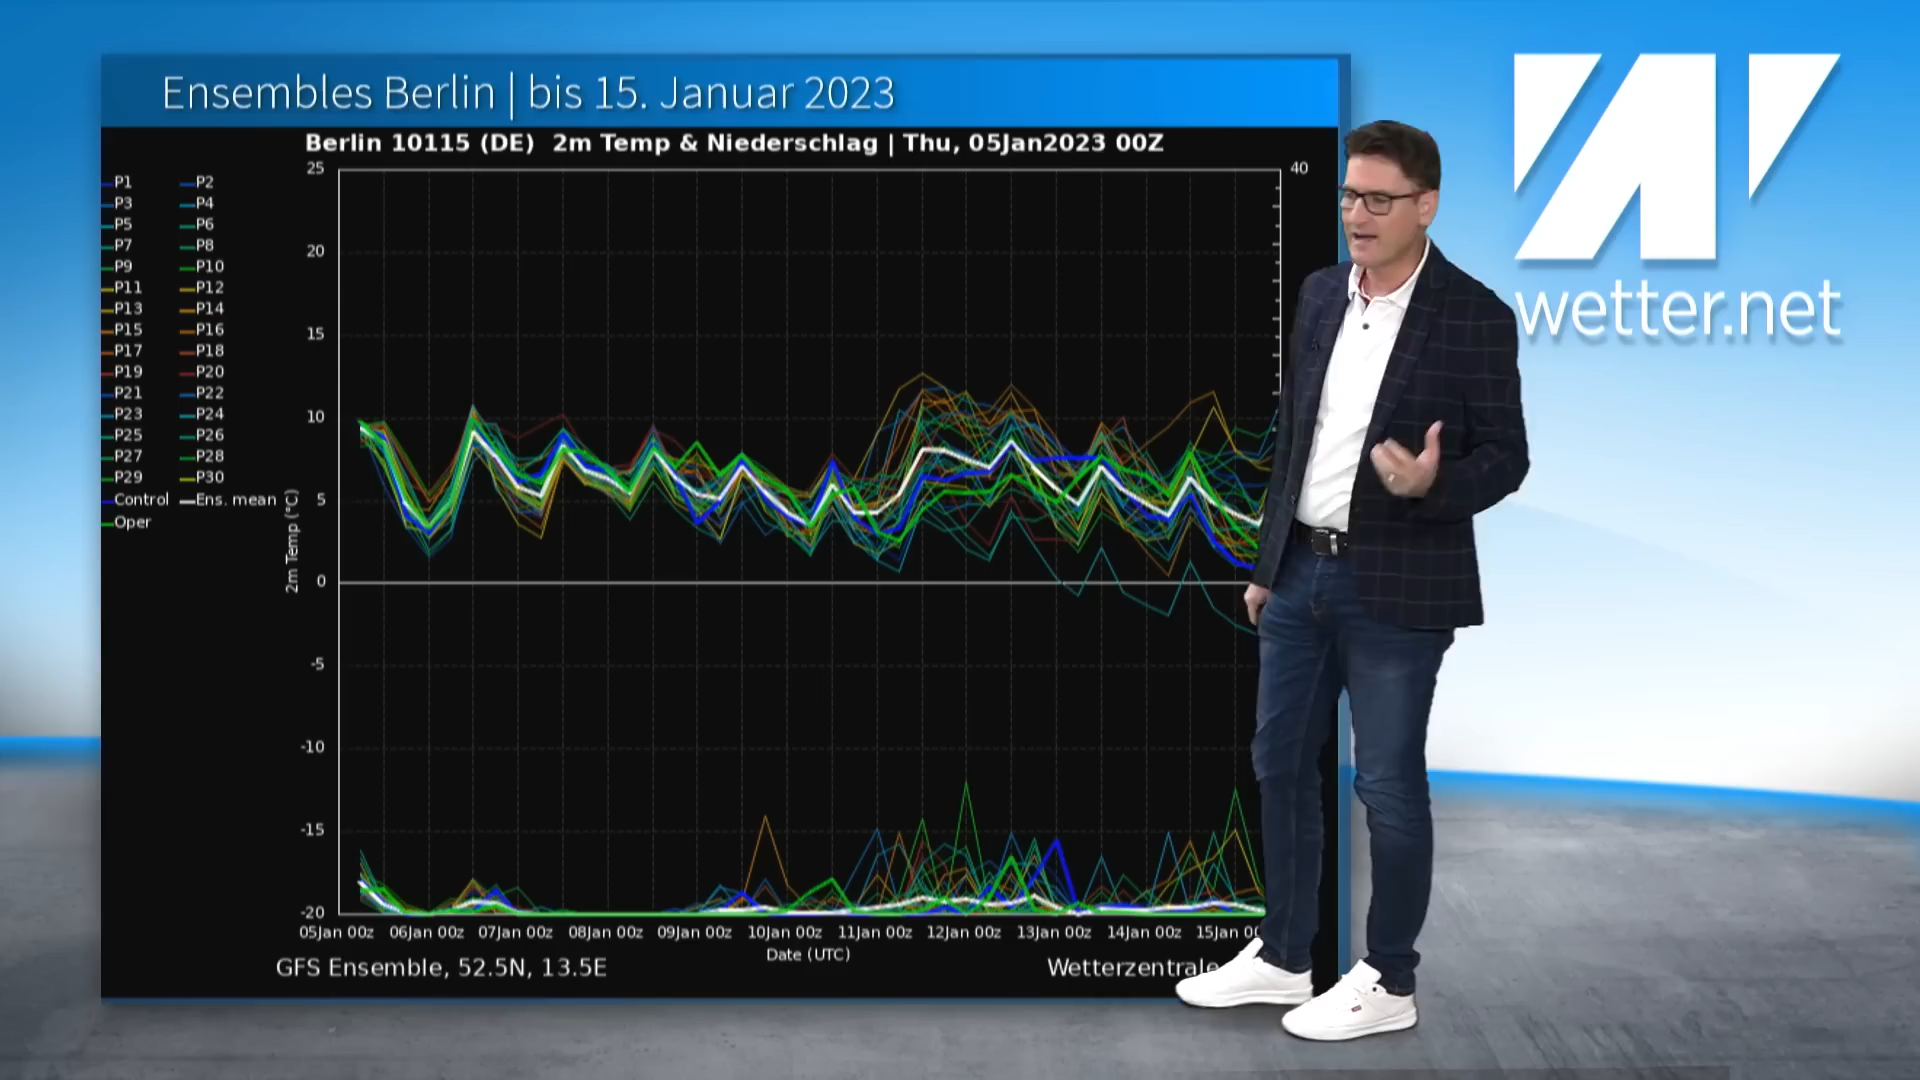 Ensembles Berlin | bis 15. Januar 2023
wetter.net
Berlin 10115 (DE) 2m Temp & Niederschlag | Thu, 05Jan2023 00Z
P1 P2
P3 P4
P5 P6
P7 P8
P9 P10
P11 P12
P13 P14
P15 P16
P17 P18
P19 P20
P21 P22
P23 P24
P25 P26
P27 P28
P29 P30
Control Ens. mean
Oper
2m Temp (°C)
25
20
15
10
5
0
-5
-10
-15
-20
40
05Jan 00z 06Jan 00z 07Jan 00z 08Jan 00z 09Jan 00z 10Jan 00z 11Jan 00z 12Jan 00z 13Jan 00z 14Jan 00z 15Jan
Date (UTC)
GFS Ensemble, 52.5N, 13.5E
Wetterzentrale